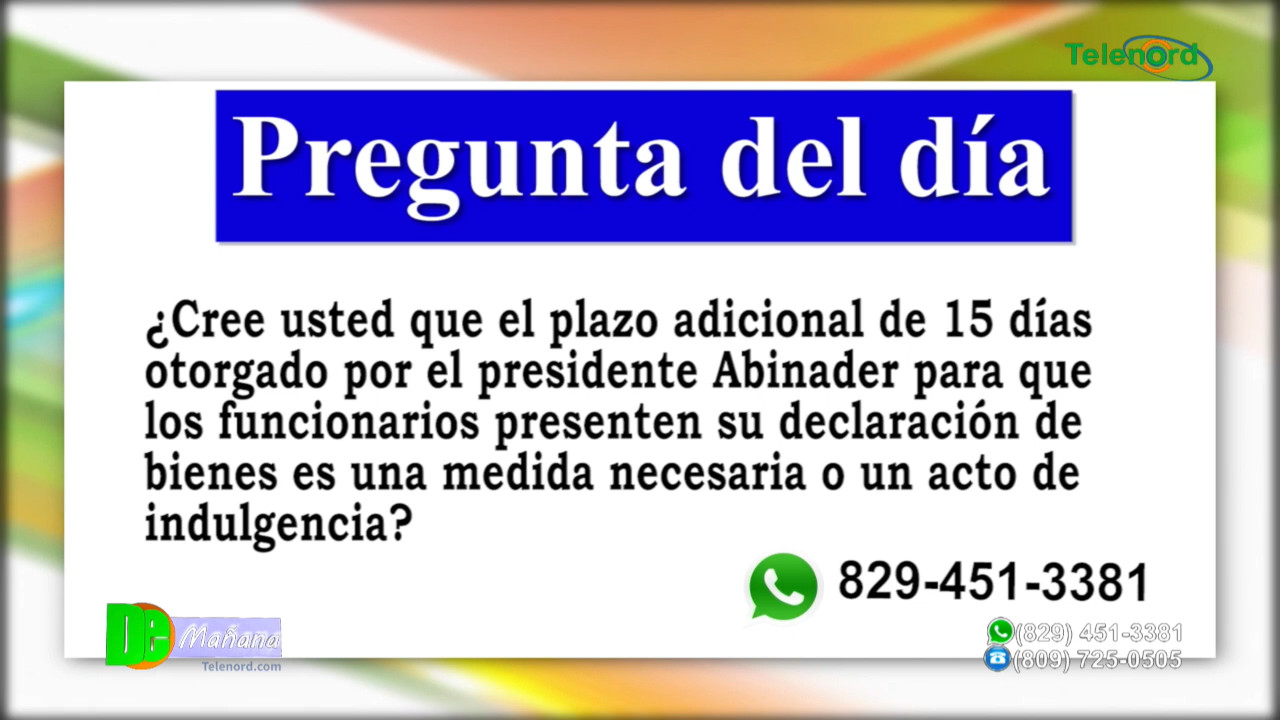 Telenord
Pregunta del día
¿Cree usted que el plazo adicional de 15 días
otorgado por el presidente Abinader para que
los funcionarios presenten su declaración de
bienes es una medida necesaria o un acto de
indulgencia?
829-451-3381
De Mañana
Telenord.com
(829) 451-3381
(809) 725-0505